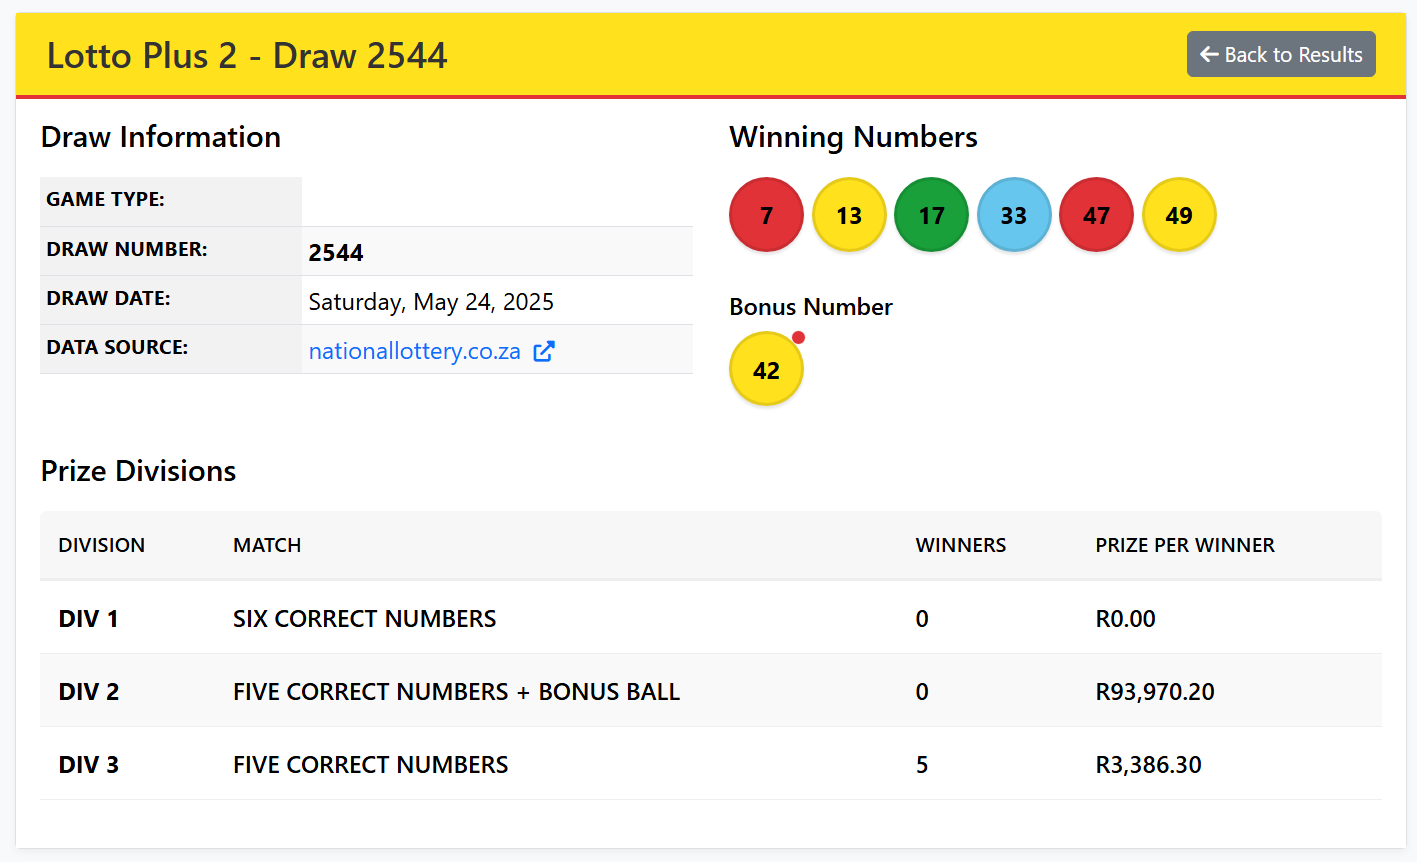 Lotto Plus 2 - Draw 2544
Back to Results
Draw Information
GAME TYPE:
DRAW NUMBER: 2544
DRAW DATE: Saturday, May 24, 2025
DATA SOURCE: nationallottery.co.za
Winning Numbers
7 13 17 33 47 49
Bonus Number
42
Prize Divisions
DIVISION MATCH WINNERS PRIZE PER WINNER
DIV 1 SIX CORRECT NUMBERS 0 R0.00
DIV 2 FIVE CORRECT NUMBERS + BONUS BALL 0 R93,970.20
DIV 3 FIVE CORRECT NUMBERS 5 R3,386.30